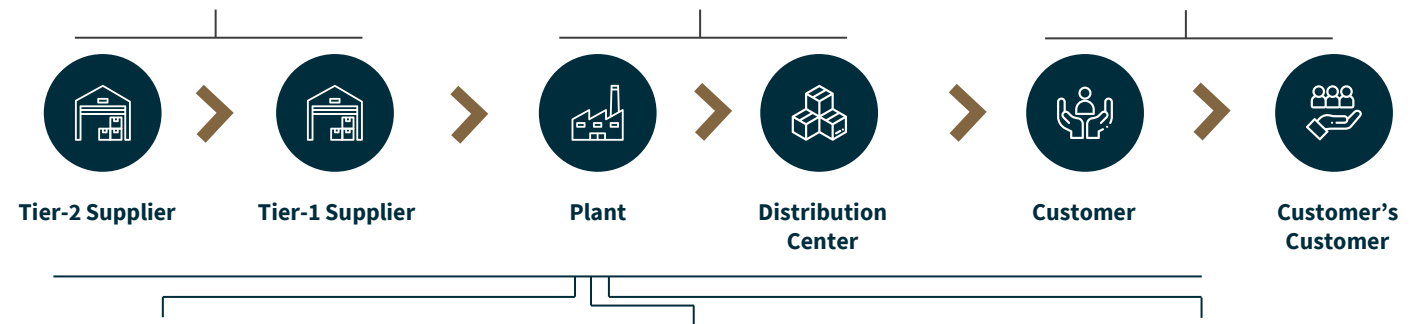 Tier-2 Supplier
Tier-1 Supplier
Plant
Distribution
Center
Customer
Customer’s
Customer